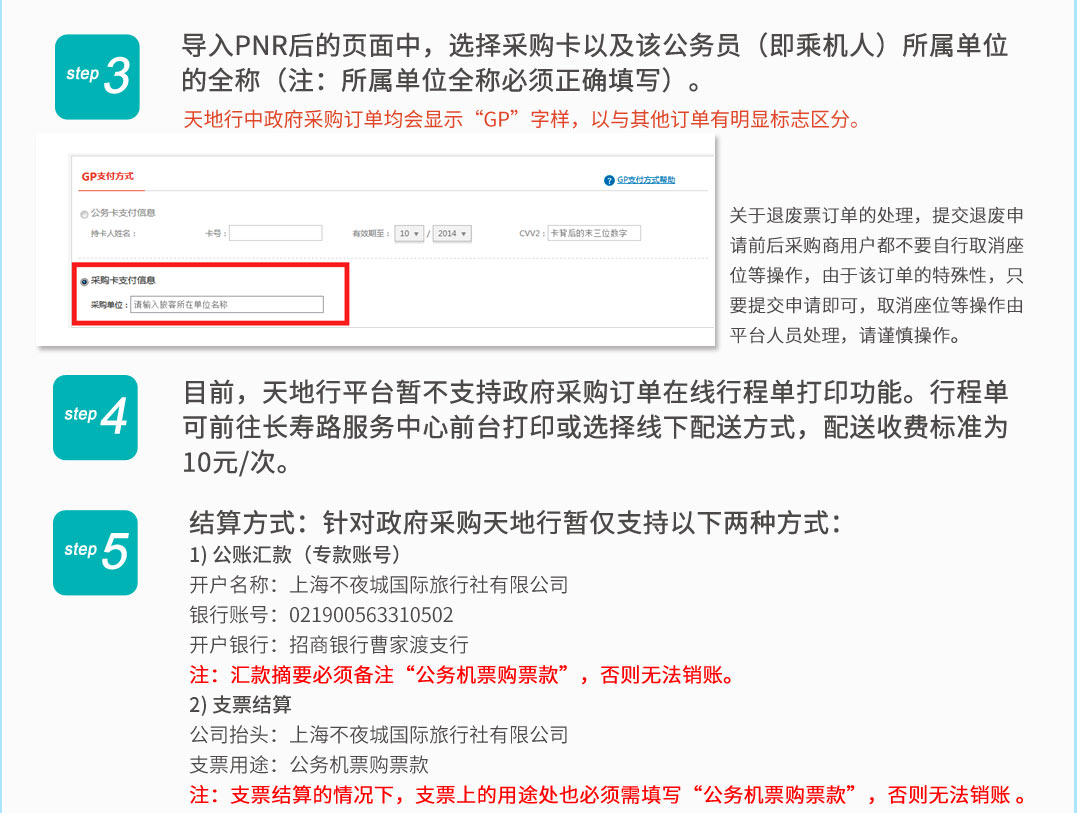 step 3
导入PNR后的页面中，选择采购卡以及该公务员（即乘机人）所属单位
的全称（注：所属单位全称必须正确填写）。
天地行中政府采购订单均会显示“GP”字样，以与其他订单有明显标志区分。
GP支付方式
? GP支付方式帮助
公务卡支付信息
持卡人姓名： 卡号： 有效期至： 10 / 2014 CVV2： 卡背后的末三位数字
采购卡支付信息
采购单位： 请输入旅客所在单位名称
关于退废票订单的处理，提交退废申
请前后采购商用户都不要自行取消座
位等操作，由于该订单的特殊性，只
要提交申请即可，取消座位等操作由
平台人员处理，请谨慎操作。
step 4
目前，天地行平台暂不支持政府采购订单在线行程单打印功能。行程单
可前往长寿路服务中心前台打印或选择线下配送方式，配送收费标准为
10元/次。
step 5
结算方式：针对政府采购天地行暂仅支持以下两种方式：
1) 公账汇款（专款账号）
开户名称：上海不夜城国际旅行社有限公司
银行账号：021900563310502
开户银行：招商银行曹家渡支行
注：汇款摘要必须备注“公务机票购票款”，否则无法销账。
2) 支票结算
公司抬头：上海不夜城国际旅行社有限公司
支票用途：公务机票购票款
注：支票结算的情况下，支票上的用途处也必须需填写“公务机票购票款”，否则无法销账 。